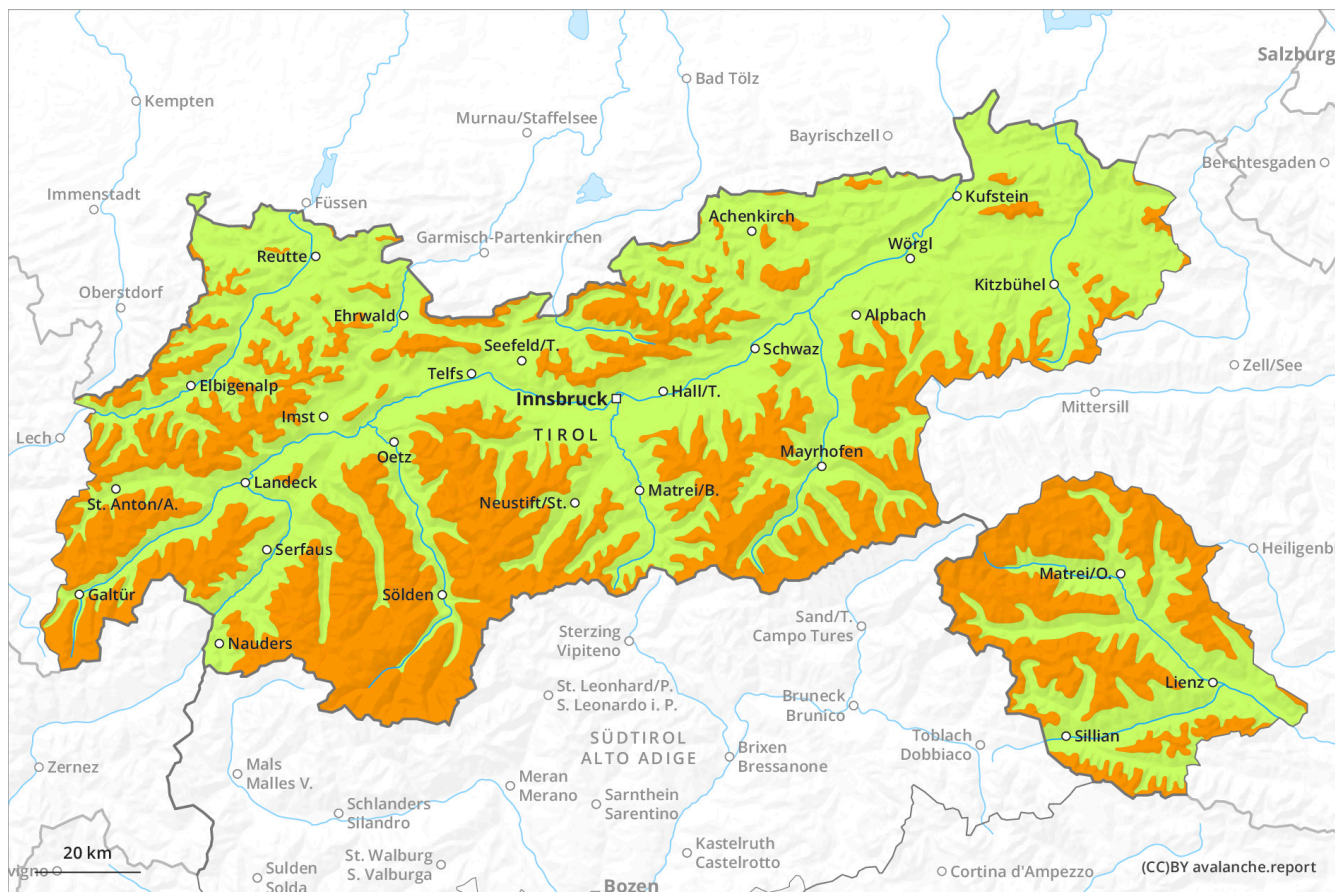 Salzburg
Bad Tölz
Kempten
Murnau/Staffelsee
Bayrischzell
Berchtesgaden
Immenstadt
Füssen
Kufstein
Achenkirch
Garmisch-Partenkirchen
Wörgl
Reutte
Kitzbühel
Oberstdorf
Ehrwald
Alpbach
Seefeld/T.
Schwaz
Zell/See
Telfs
Elbigenalp
Hall/T.
Innsbruck
Mittersill
Imst
Lech
TIROL
Oetz
Mayrhofen
Landeck
Matrei/B.
St. Anton/A.
Neustift/St.
Serfaus
Heiligenb
Matrei/O.
Galtür
Sölden
Sand/T.
Campo Tures
Sterzing
Vipiteno
Nauders
St. Leonhard/P.
S. Leonardo i. P.
Lienz
Bruneck
Brunico
Toblach
Dobbiaco
Sillian
SÜDTIROL
ALTO ADIGE
Brixen
Bressanone
Zernez
Mals
Malles V.
Meran
Merano
Sarnthein
Sarentino
Schlanders
Silandro
Kastelruth
Castelrotto
20 km
St. Walburg
S. Valburga
vigno
Sulden
Solda
Bozen
Cortina d'Ampezzo
(CC)BY avalanche.report